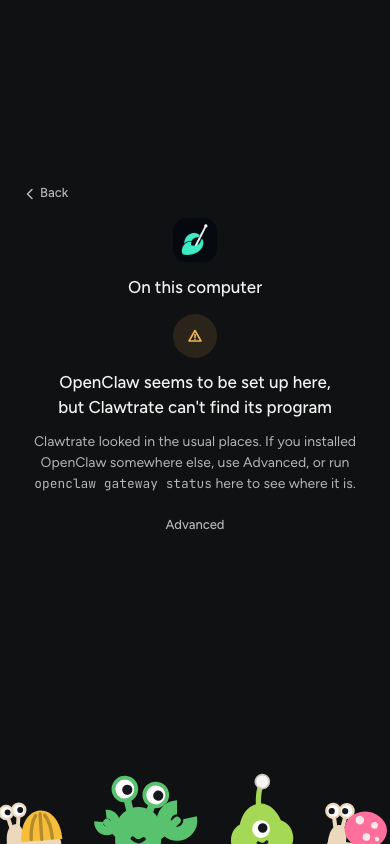 Back
On this computer
OpenClaw seems to be set up here,
but Clawtrate can't find its program
Clawtrate looked in the usual places. If you installed
OpenClaw somewhere else, use Advanced, or run
openclaw gateway status here to see where it is.
Advanced